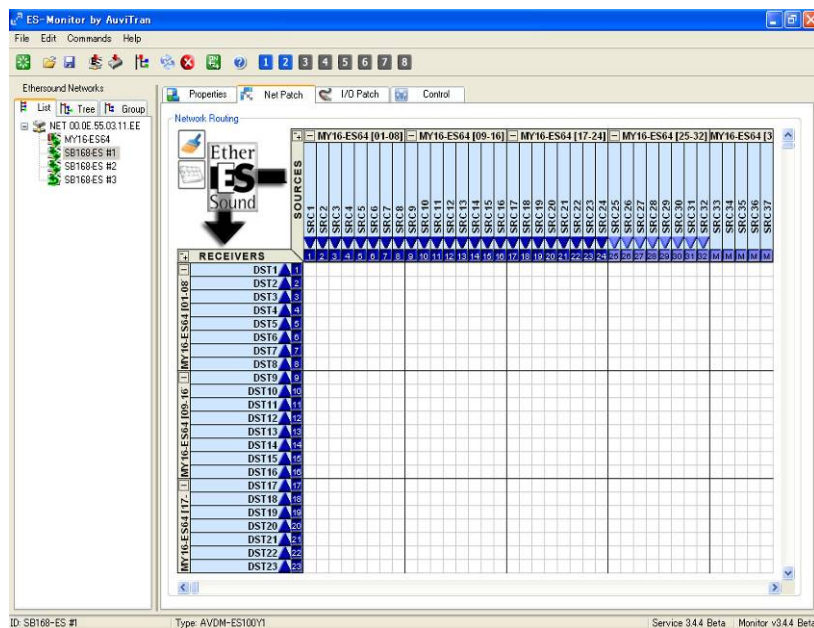 ES-Monitor by AuviTran
File Edit Commands Help
1 2 3 4 5 6 7 8
Ethersound Networks
List Tree Group
NET 00.0E.55.03.11.EE
MY16-ES64
SB168-ES #1
SB168-ES #2
SB168-ES #3
Properties Net Patch I/O Patch Control
Network Routing
Ether
ES
Sound
SOURCES
MY16-ES64 [01-08] MY16-ES64 [09-16] MY16-ES64 [17-24] MY16-ES64 [25-32] MY16-ES64 [3
SRC1 SRC2 SRC3 SRC4 SRC5 SRC6 SRC7 SRC8 SRC9 SRC10 SRC11 SRC12 SRC13 SRC14 SRC15 SRC16 SRC17 SRC18 SRC19 SRC20 SRC21 SRC22 SRC23 SRC24 SRC25 SRC26 SRC27 SRC28 SRC29 SRC30 SRC31 SRC32 SRC33 SRC34 SRC35 SRC36 SRC37
1 2 3 4 5 6 7 8 9 10 11 12 13 14 15 16 17 18 19 20 21 22 23 24 25 26 27 28 29 30 31 32 M M M M M
RECEIVERS
MY16-ES64 [01-08]
DST1 1
DST2 2
DST3 3
DST4 4
DST5 5
DST6 6
DST7 7
DST8 8
MY16-ES64 [09-16]
DST9 9
DST10 10
DST11 11
DST12 12
DST13 13
DST14 14
DST15 15
DST16 16
MY16-ES64 [17-
DST17 17
DST18 18
DST19 19
DST20 20
DST21 21
DST22 22
DST23 23
ID: SB168-ES #1 Type: AVDM-ES100Y1 Service 3.4.4 Beta Monitor v3.4.4 Beta